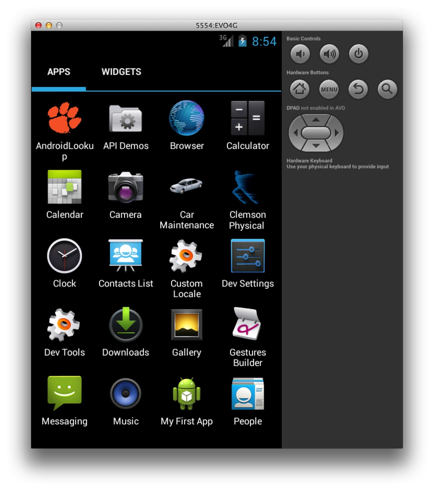 5554:EVO4G
3G 8:54
APPS WIDGETS
AndroidLooku
p
API Demos
Browser
Calculator
Calendar
Camera
Car
Maintenance
Clemson
Physical
Clock
Contacts List
Custom
Locale
Dev Settings
Dev Tools
Downloads
Gallery
Gestures
Builder
Messaging
Music
My First App
People
Basic Controls
Hardware Buttons
MENU
DPAD not enabled in AVD
Hardware Keyboard
Use your physical keyboard to provide input